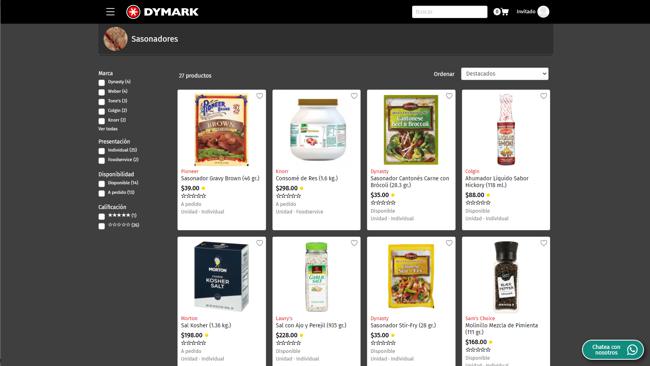 DYMARK
Buscar
0
Invitado
Sasonadores
Marca
Dynasty (4)
Weber (4)
Tone's (3)
Colgin (2)
Knorr (2)
Ver todas
Presentación
Individual (25)
Foodservice (2)
Disponibilidad
Disponible (14)
A pedido (13)
Calificación
★★★★★ (1)
☆☆☆☆☆ (26)
27 productos
Ordenar
Destacados
PIONEER
BROWN
Pioneer
Sasonador Gravy Brown (46 gr.)
$39.00
A pedido
Unidad · Individual
Knorr
Consomé de Res (1.6 kg.)
$298.00
A pedido
Unidad · Foodservice
Cantonese
Beef & Broccoli
Dynasty
Sasonador Cantonés Carne con
Brócoli (28.3 gr.)
$35.00
Disponible
Unidad · Individual
Colgin
Ahumador Líquido Sabor
Hickory (118 ml.)
$88.00
Disponible
Unidad · Individual
MORTON
KOSHER
SALT
Morton
Sal Kosher (1.36 kg.)
$198.00
A pedido
Unidad · Individual
GARLIC
SALT
Lawry's
Sal con Ajo y Perejil (935 gr.)
$228.00
Disponible
Unidad · Individual
Stir-Fry
Dynasty
Sasonador Stir-Fry (28 gr.)
$35.00
Disponible
Unidad · Individual
BLACK
PEPPER
Sam's Choice
Molinillo Mezcla de Pimienta
(111 gr.)
$168.00
Disponible
Unidad · Individual
Chatea con
nosotros